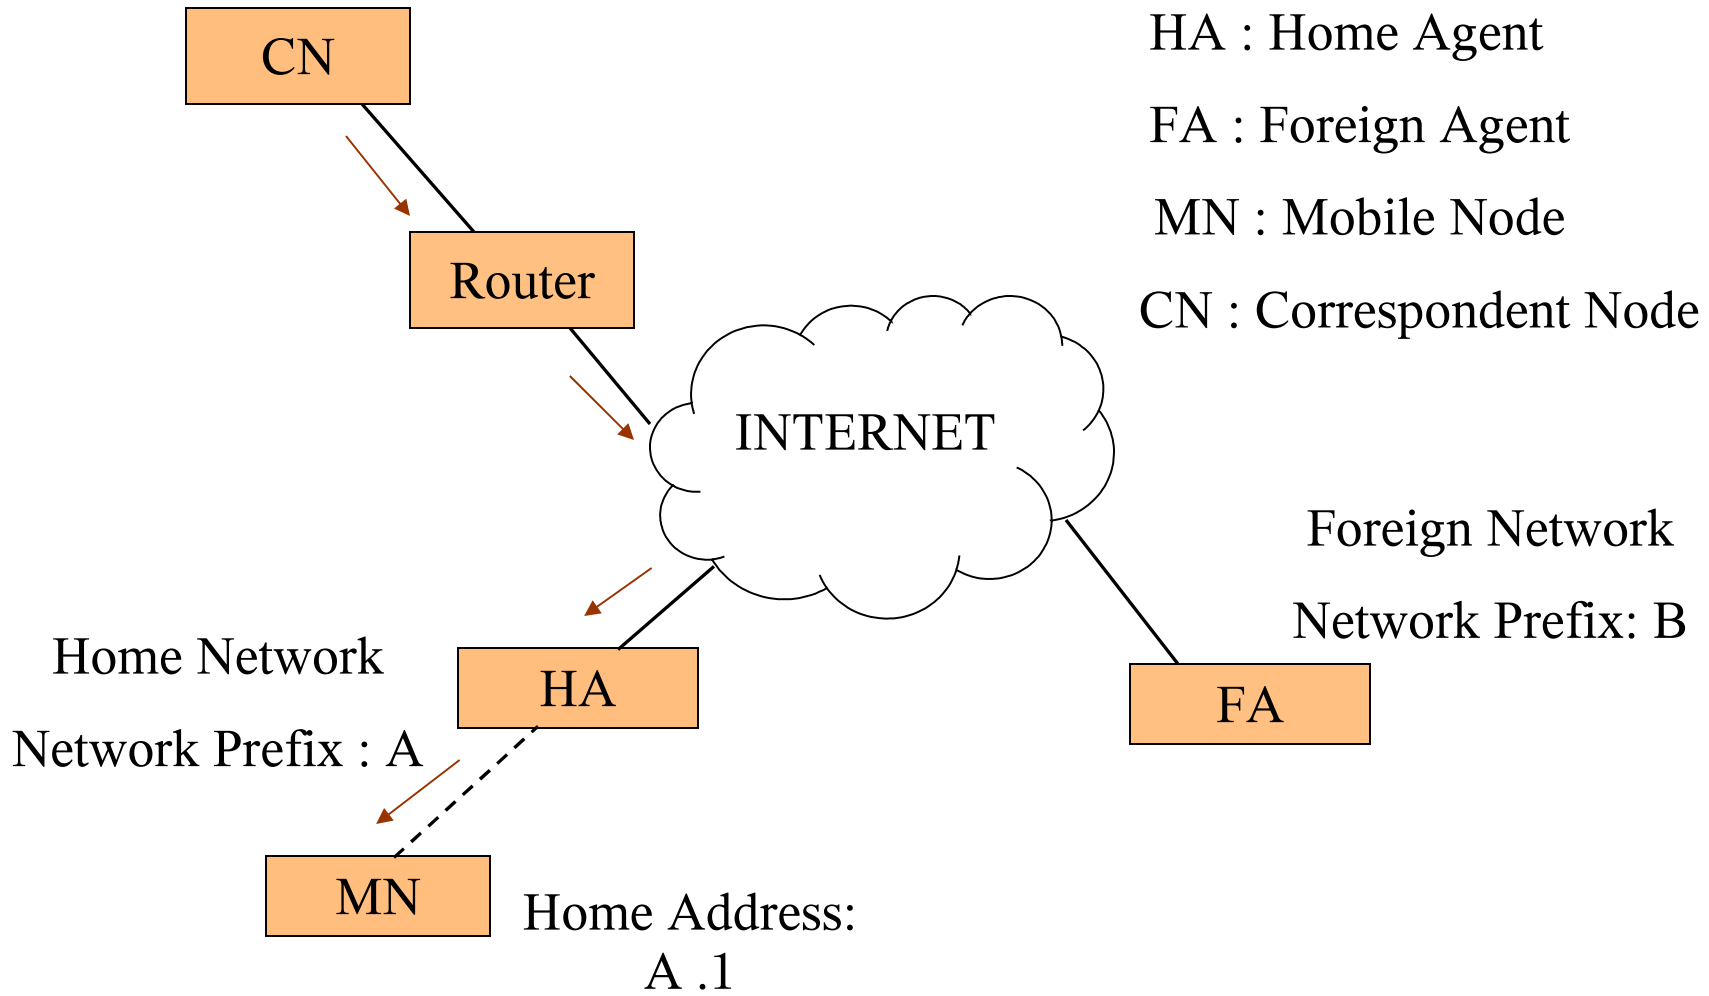 CN
HA : Home Agent
FA : Foreign Agent
MN : Mobile Node
CN : Correspondent Node
Router
INTERNET
Foreign Network
Network Prefix: B
FA
Home Network
Network Prefix : A
HA
MN
Home Address:
A .1